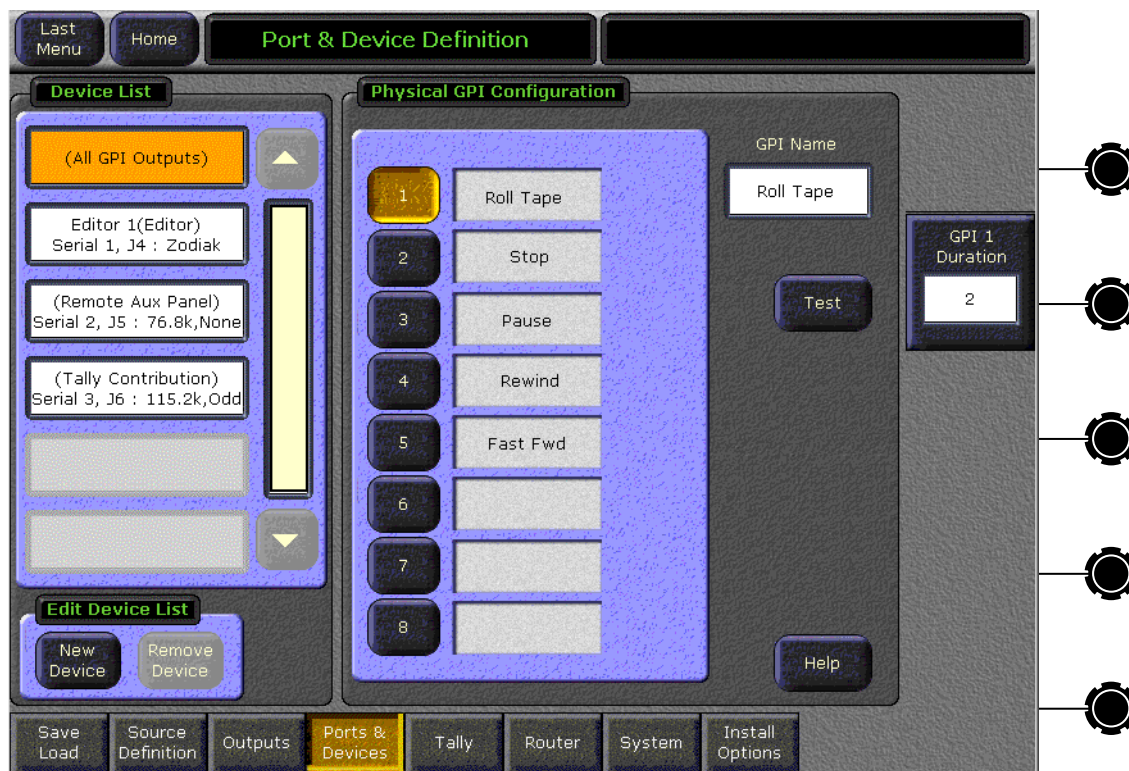 Last
Menu
Home
Port & Device Definition
Device List
(All GPI Outputs)
Editor 1(Editor)
Serial 1, J4 : Zodiak
(Remote Aux Panel)
Serial 2, J5 : 76.8k,None
(Tally Contribution)
Serial 3, J6 : 115.2k,Odd
Edit Device List
New
Device
Remove
Device
Physical GPI Configuration
1 Roll Tape
2 Stop
3 Pause
4 Rewind
5 Fast Fwd
6
7
8
GPI Name
Roll Tape
Test
Help
GPI 1
Duration
2
Save
Load
Source
Definition
Outputs
Ports &
Devices
Tally
Router
System
Install
Options